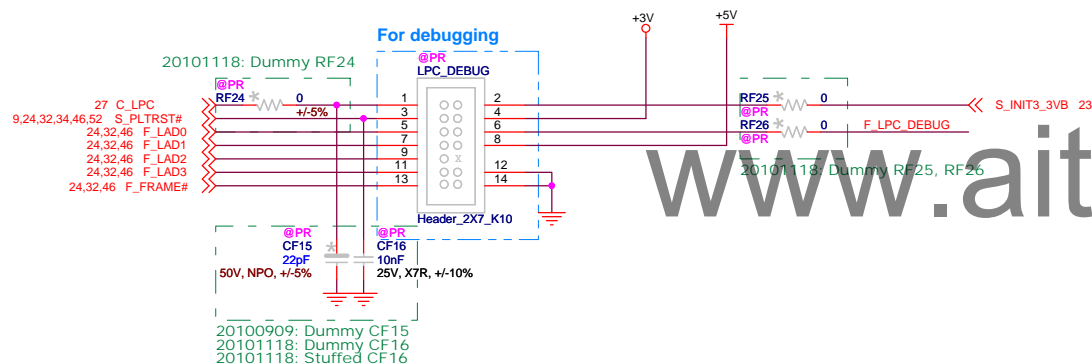 +3V
+5V
For debugging
20101118: Dummy RF24
@PR
LPC_DEBUG
@PR
RF24 * 0
+/-5%
27 C_LPC
9,24,32,34,46,52 S_PLTRST#
24,32,46 F_LAD0
24,32,46 F_LAD1
24,32,46 F_LAD2
24,32,46 F_LAD3
24,32,46 F_FRAME#
1 2
3 4
5 6
7 8
9 X
11 12
13 14
Header_2X7_K10
RF25 * 0
@PR
RF26 * 0
@PR
S_INIT3_3VB 23
F_LPC_DEBUG
20101118: Dummy RF25, RF26
www.ait
@PR
CF15
22pF
50V, NPO, +/-5%
*
@PR
CF16
10nF
25V, X7R, +/-10%
20100909: Dummy CF15
20101118: Dummy CF16
20101118: Stuffed CF16